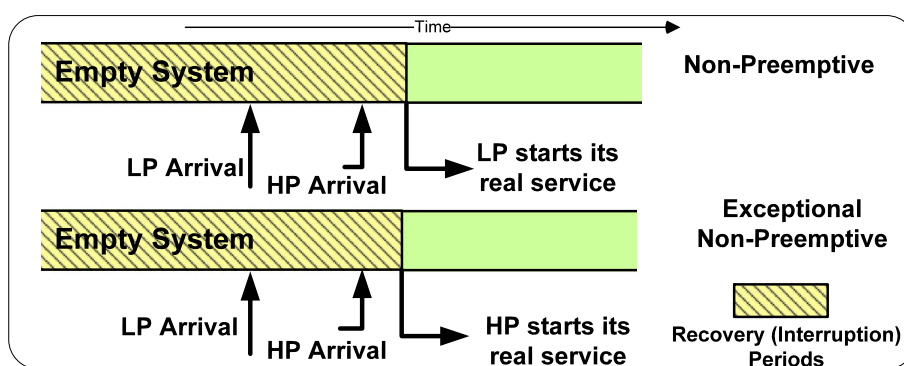 Time
Empty System
Non-Preemptive
LP Arrival
HP Arrival
LP starts its
real service
Empty System
Exceptional
Non-Preemptive
LP Arrival
HP Arrival
HP starts its
real service
Recovery (Interruption)
Periods